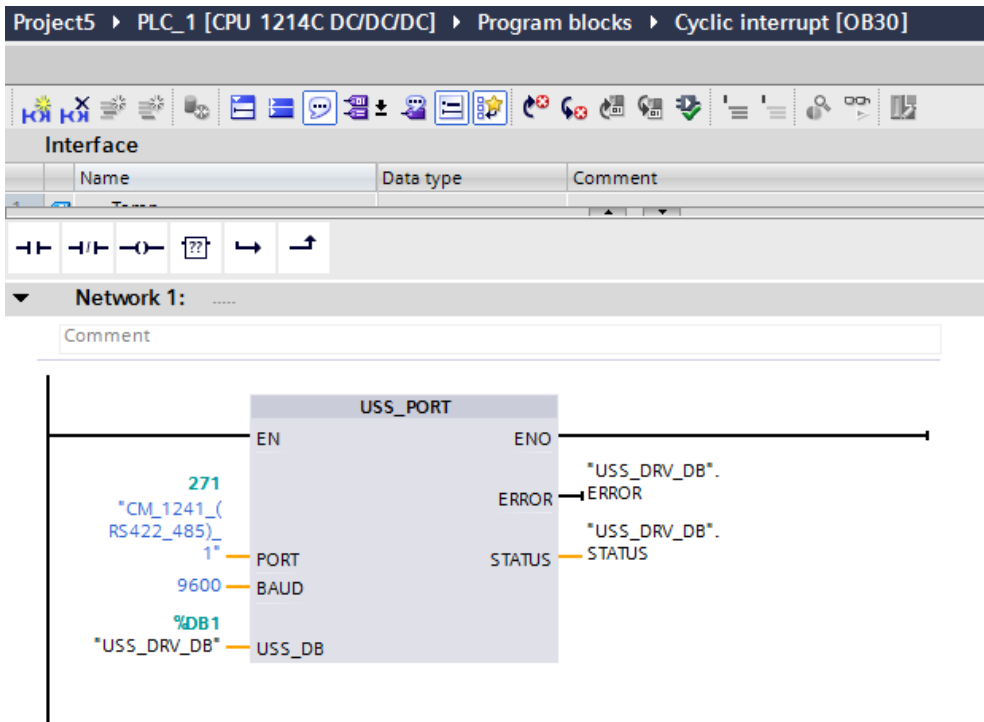 Project5 ▸ PLC_1 [CPU 1214C DC/DC/DC] ▸ Program blocks ▸ Cyclic interrupt [OB30]
Interface
Name Data type Comment
1 Temp
??
Network 1: .....
Comment
USS_PORT
EN ENO
271
"CM_1241_(
RS422_485)_
1"
PORT
9600
BAUD
%DB1
"USS_DRV_DB"
USS_DB
ERROR
"USS_DRV_DB".
ERROR
STATUS
"USS_DRV_DB".
STATUS